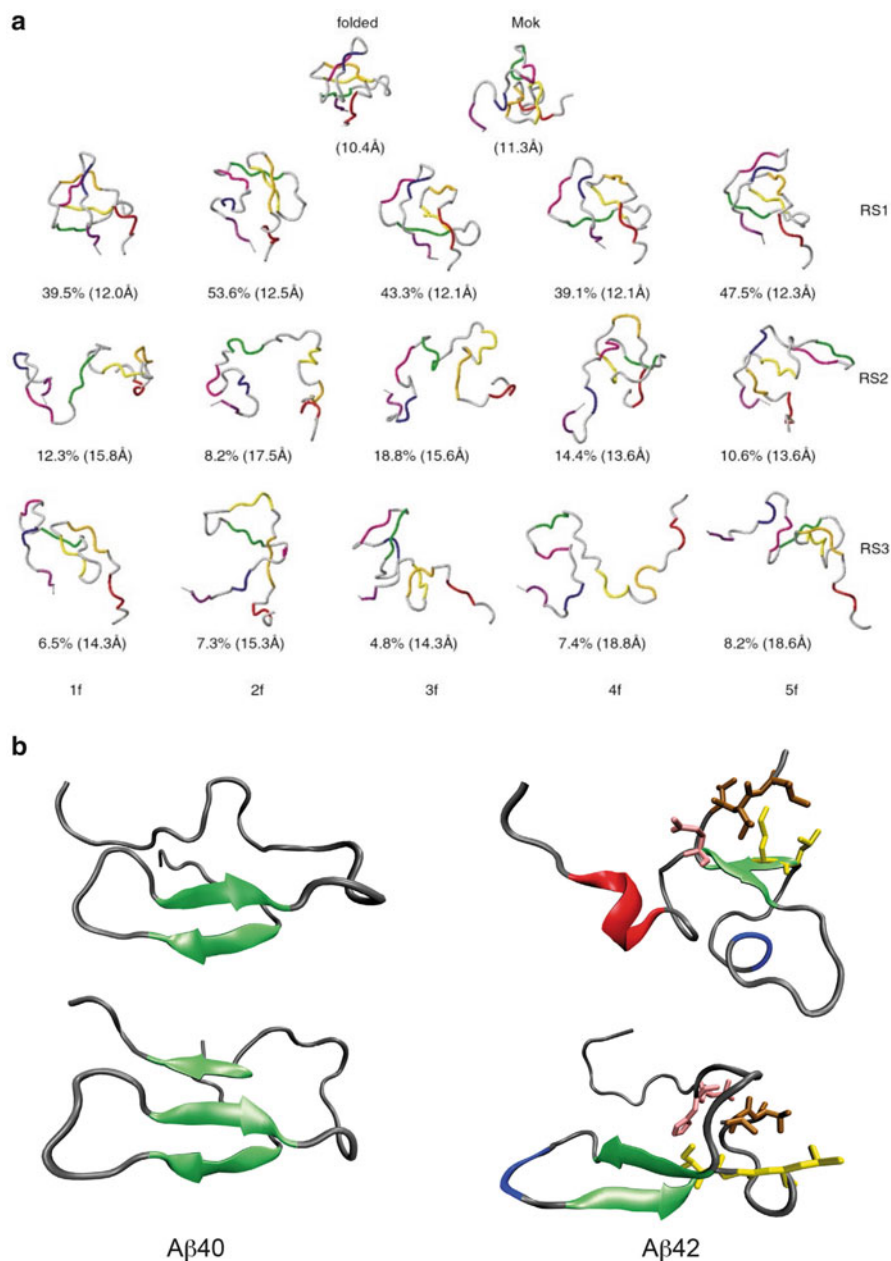 a
folded Mok
(10.4Å) (11.3Å)
RS1
39.5% (12.0Å) 53.6% (12.5Å) 43.3% (12.1Å) 39.1% (12.1Å) 47.5% (12.3Å)
RS2
12.3% (15.8Å) 8.2% (17.5Å) 18.8% (15.6Å) 14.4% (13.6Å) 10.6% (13.6Å)
RS3
6.5% (14.3Å) 7.3% (15.3Å) 4.8% (14.3Å) 7.4% (18.8Å) 8.2% (18.6Å)
1f 2f 3f 4f 5f
b
Aβ40 Aβ42